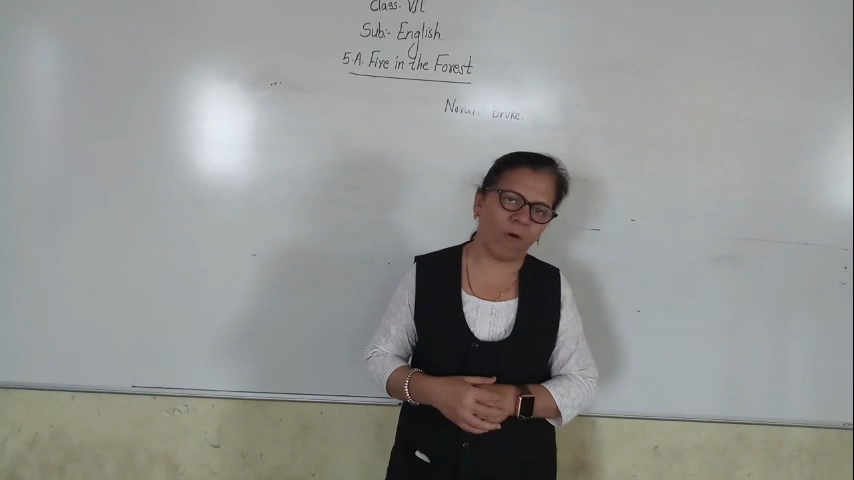 Class- VII
Sub:- English.
5.A. Fire in the Forest